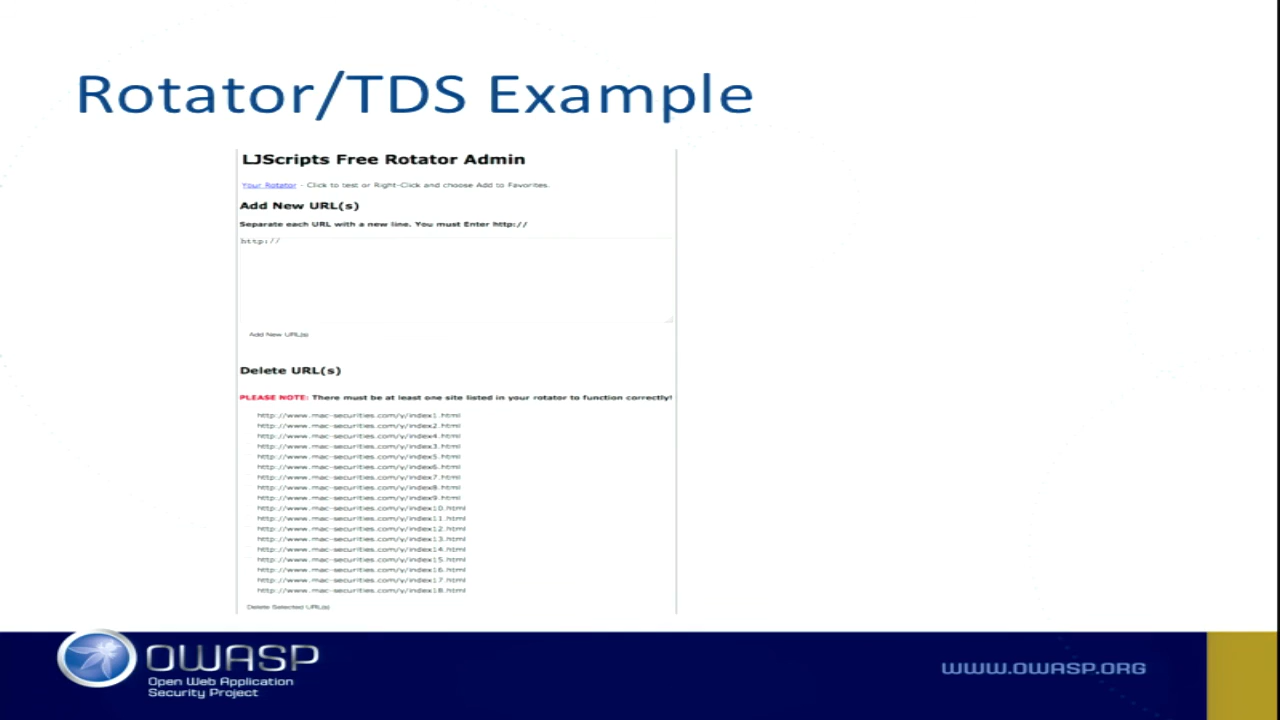 Rotator/TDS Example
LJScripts Free Rotator Admin
Your Rotator - Click to test or Right-Click and choose Add to Favorites.
Add New URL(s)
Separate each URL with a new line. You must Enter http://
http://
Add New URL(s)
Delete URL(s)
PLEASE NOTE: There must be at least one site listed in your rotator to function correctly!
http://www.mac-securities.com/y/index1.html
http://www.mac-securities.com/y/index2.html
http://www.mac-securities.com/y/index4.html
http://www.mac-securities.com/y/index3.html
http://www.mac-securities.com/y/index5.html
http://www.mac-securities.com/y/index6.html
http://www.mac-securities.com/y/index7.html
http://www.mac-securities.com/y/index8.html
http://www.mac-securities.com/y/index9.html
http://www.mac-securities.com/y/index10.html
http://www.mac-securities.com/y/index11.html
http://www.mac-securities.com/y/index12.html
http://www.mac-securities.com/y/index13.html
http://www.mac-securities.com/y/index14.html
http://www.mac-securities.com/y/index15.html
http://www.mac-securities.com/y/index16.html
http://www.mac-securities.com/y/index17.html
http://www.mac-securities.com/y/index18.html
Delete Selected URL(s)
OWASP
Open Web Application
Security Project
WWW.OWASP.ORG